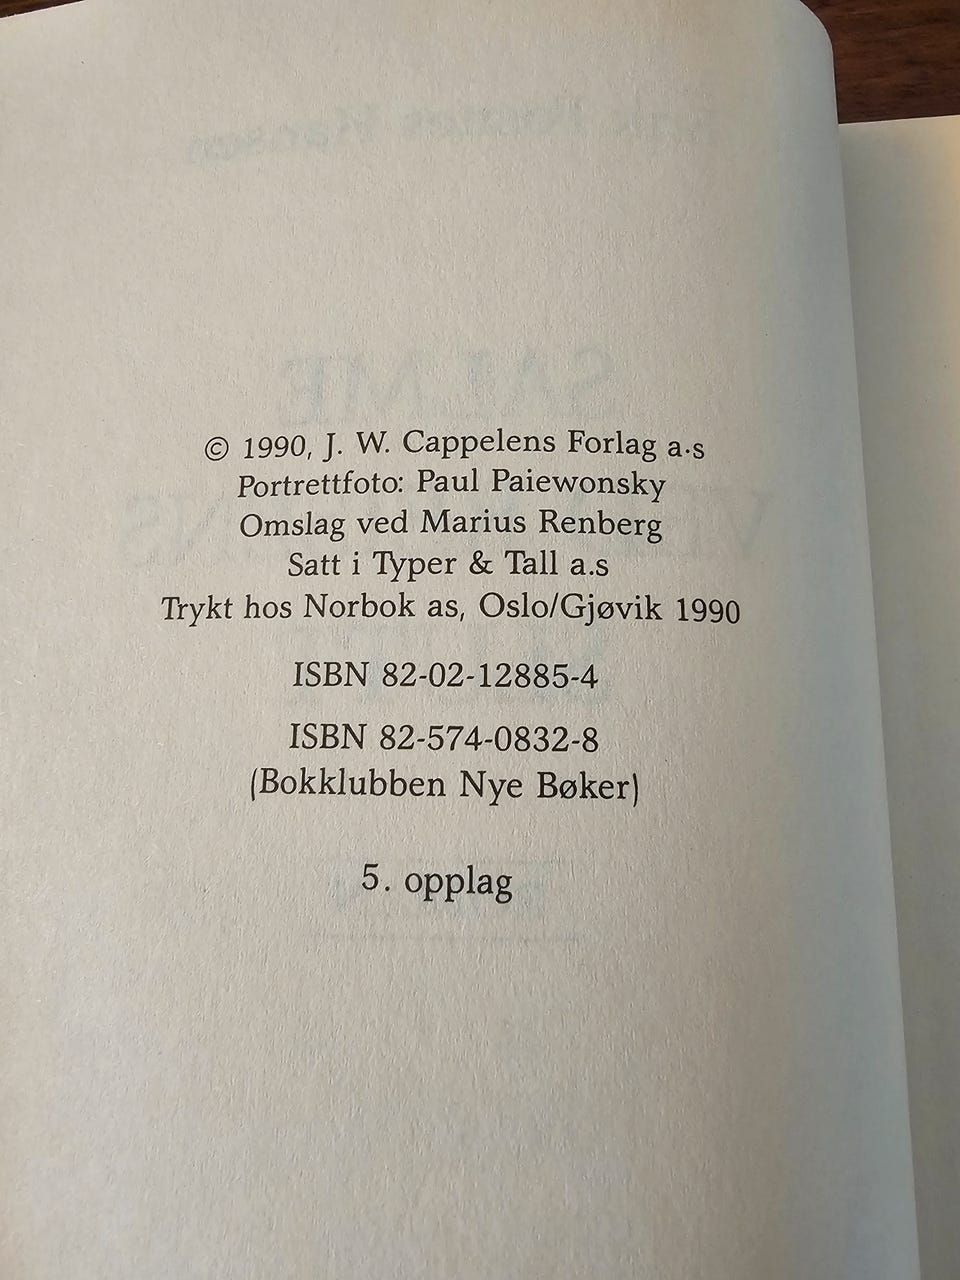 © 1990, J. W. Cappelens Forlag a·s
Portrettfoto: Paul Paiewonsky
Omslag ved Marius Renberg
Satt i Typer & Tall a.s
Trykt hos Norbok as, Oslo/Gjøvik 1990
ISBN 82-02-12885-4
ISBN 82-574-0832-8
(Bokklubben Nye Bøker)
5. opplag